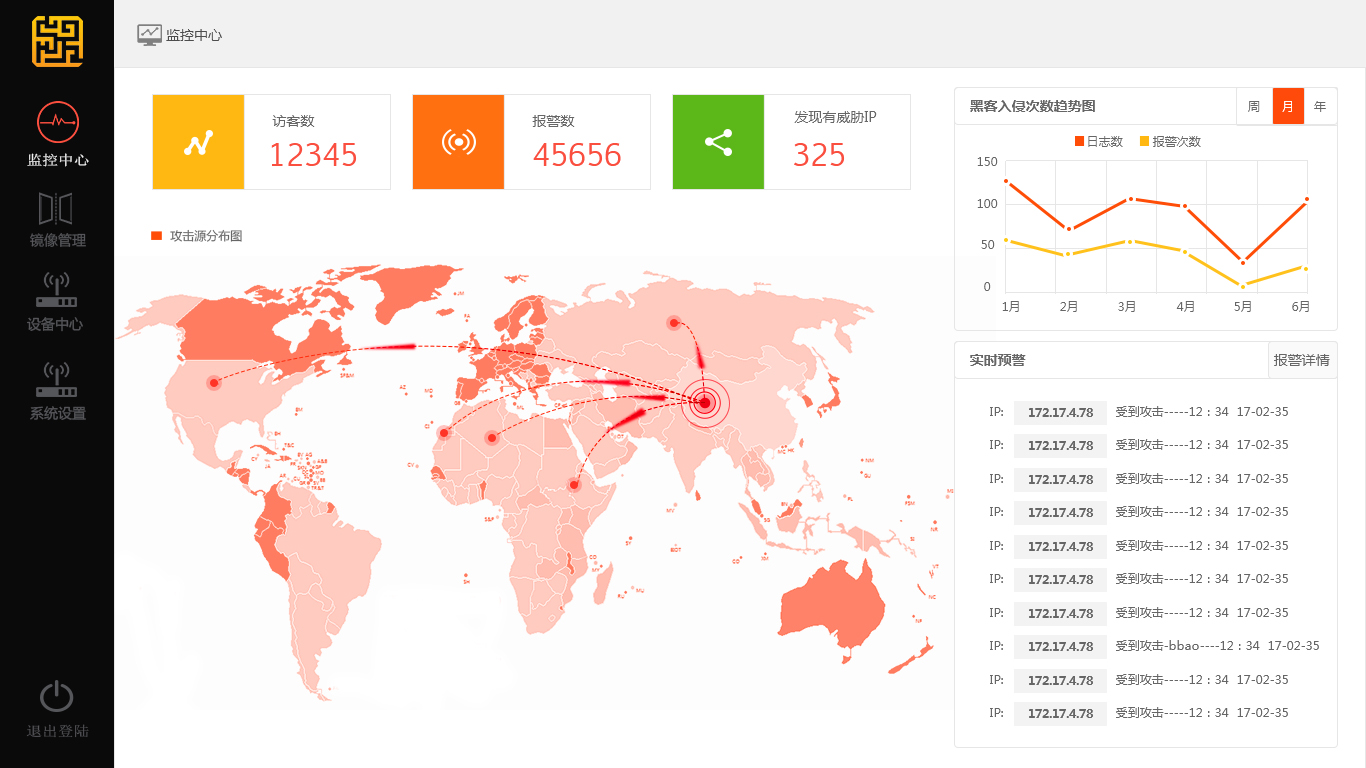 监控中心
监控中心
镜像管理
设备中心
系统设置
退出登陆
访客数
12345
报警数
45656
发现有威胁IP
325
攻击源分布图
黑客入侵次数趋势图
周 月 年
日志数 报警次数
150
100
50
0
1月 2月 3月 4月 5月 6月
实时预警 报警详情
IP: 172.17.4.78 受到攻击-----12：34 17-02-35
IP: 172.17.4.78 受到攻击-----12：34 17-02-35
IP: 172.17.4.78 受到攻击-----12：34 17-02-35
IP: 172.17.4.78 受到攻击-----12：34 17-02-35
IP: 172.17.4.78 受到攻击-----12：34 17-02-35
IP: 172.17.4.78 受到攻击-----12：34 17-02-35
IP: 172.17.4.78 受到攻击-----12：34 17-02-35
IP: 172.17.4.78 受到攻击-bbao----12：34 17-02-35
IP: 172.17.4.78 受到攻击-----12：34 17-02-35
IP: 172.17.4.78 受到攻击-----12：34 17-02-35